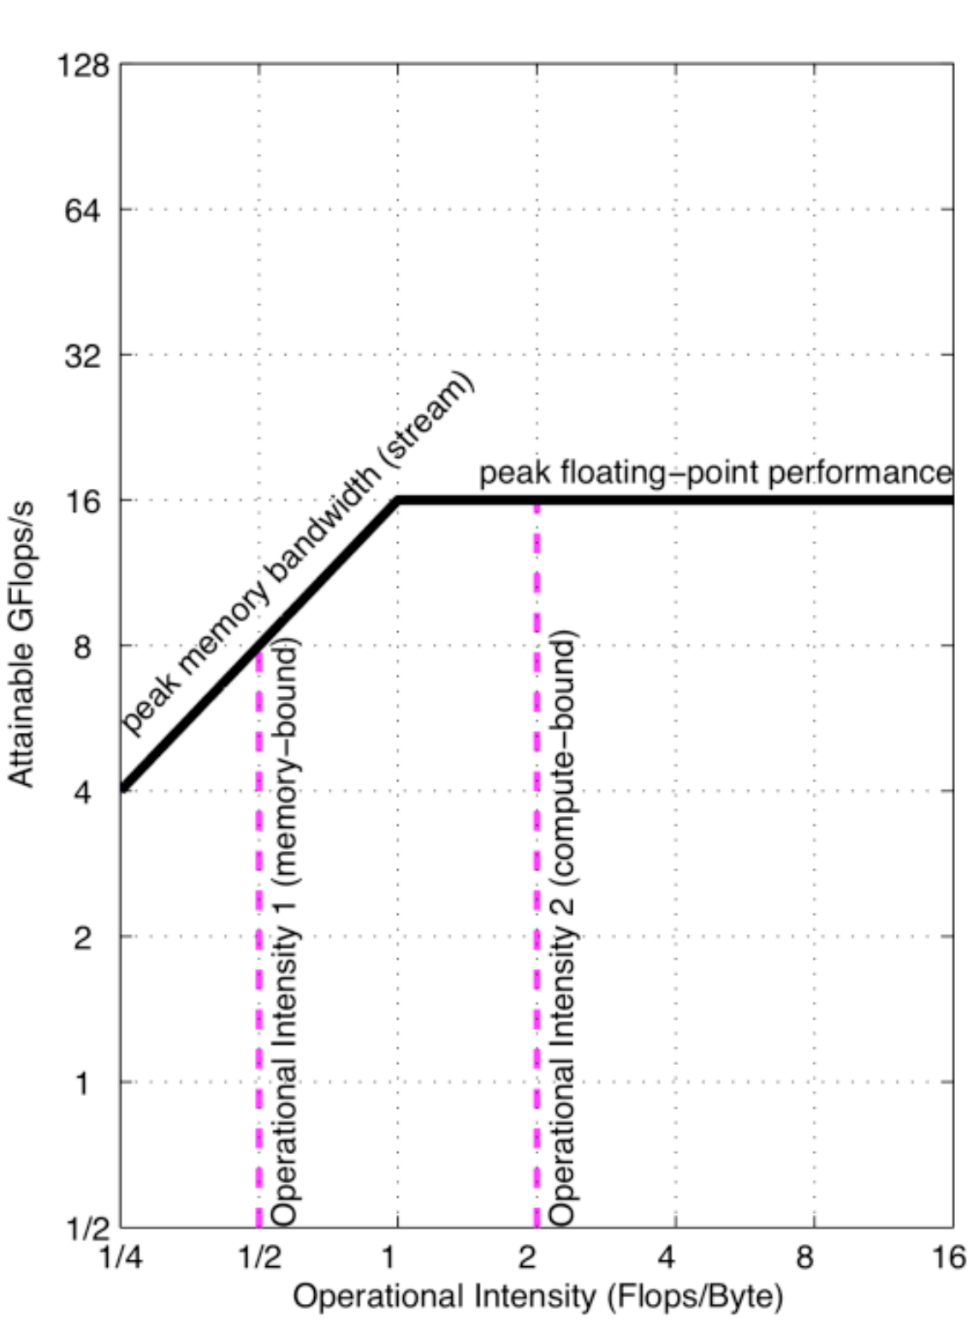 128
64
32
16
8
4
2
1
1/2
Attainable GFlops/s
peak memory bandwidth (stream)
peak floating−point performance
Operational Intensity 1 (memory−bound)
Operational Intensity 2 (compute−bound)
1/4 1/2 1 2 4 8 16
Operational Intensity (Flops/Byte)